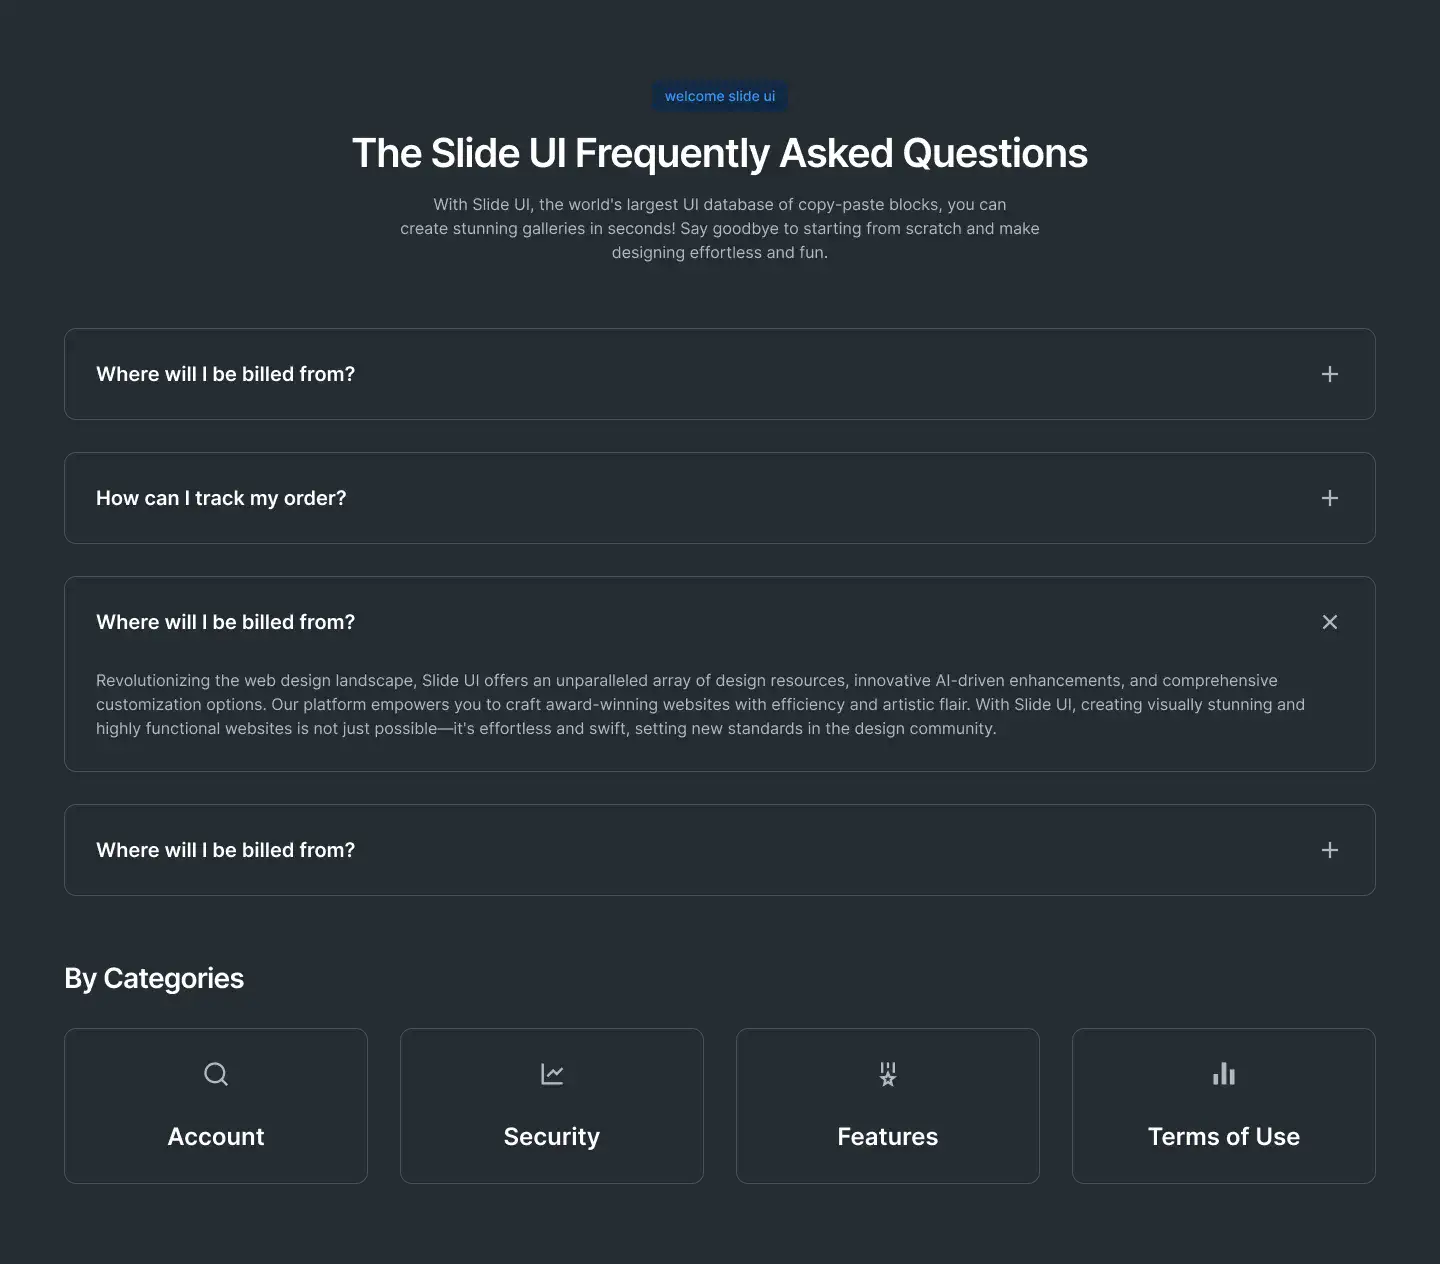 welcome slide ui
The Slide UI Frequently Asked Questions
With Slide UI, the world's largest UI database of copy-paste blocks, you can
create stunning galleries in seconds! Say goodbye to starting from scratch and make
designing effortless and fun.
Where will I be billed from?
How can I track my order?
Where will I be billed from?
Revolutionizing the web design landscape, Slide UI offers an unparalleled array of design resources, innovative AI-driven enhancements, and comprehensive
customization options. Our platform empowers you to craft award-winning websites with efficiency and artistic flair. With Slide UI, creating visually stunning and
highly functional websites is not just possible—it's effortless and swift, setting new standards in the design community.
Where will I be billed from?
By Categories
Account
Security
Features
Terms of Use